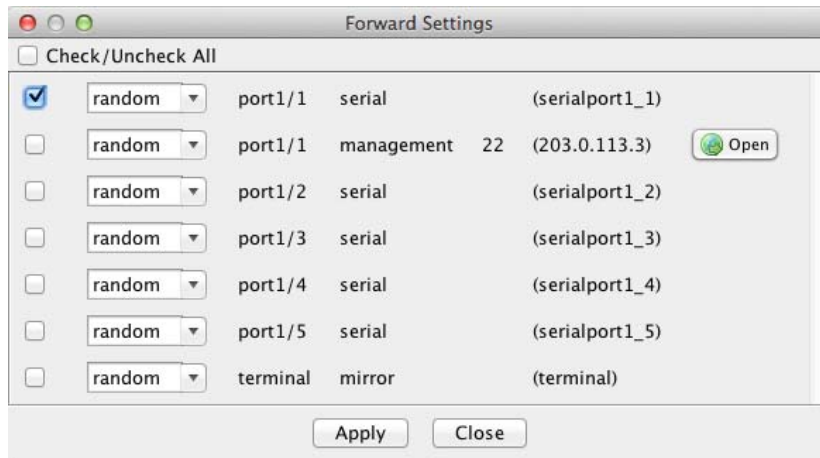 Forward Settings
Check/Uncheck All
random port1/1 serial (serialport1_1)
random port1/1 management 22 (203.0.113.3) Open
random port1/2 serial (serialport1_2)
random port1/3 serial (serialport1_3)
random port1/4 serial (serialport1_4)
random port1/5 serial (serialport1_5)
random terminal mirror (terminal)
Apply Close